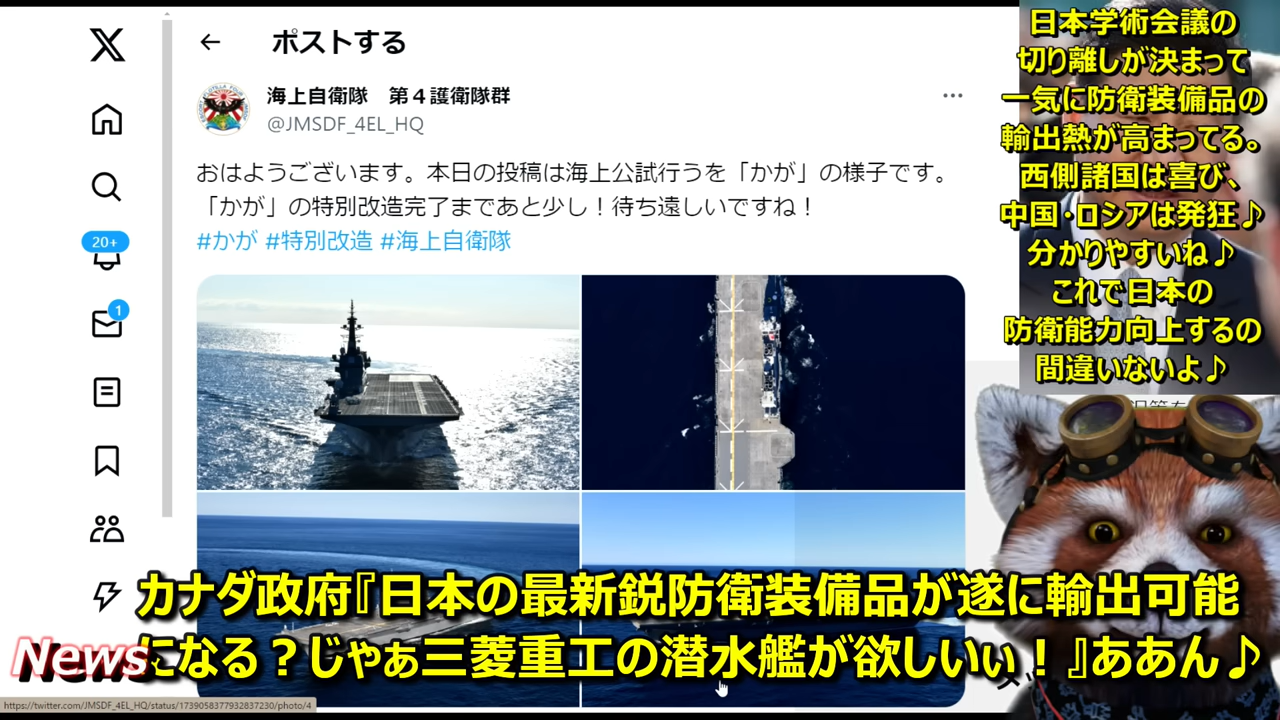 ポストする
海上自衛隊　第４護衛隊群
@JMSDF_4EL_HQ
おはようございます。本日の投稿は海上公試行うを「かが」の様子です。
「かが」の特別改造完了まであと少し！待ち遠しいですね！
#かが #特別改造 #海上自衛隊
20+
1
日本学術会議の
切り離しが決まって
一気に防衛装備品の
輸出熱が高まってる。
西側諸国は喜び、
中国・ロシアは発狂♪
分かりやすいね♪
これで日本の
防衛能力向上するの
間違いないよ♪
カナダ政府『日本の最新鋭防衛装備品が遂に輸出可能
News になる？じゃぁ三菱重工の潜水艦が欲しいぃ！』ああん♪
https://twitter.com/JMSDF_4EL_HQ/status/1739058377932837230/photo/4